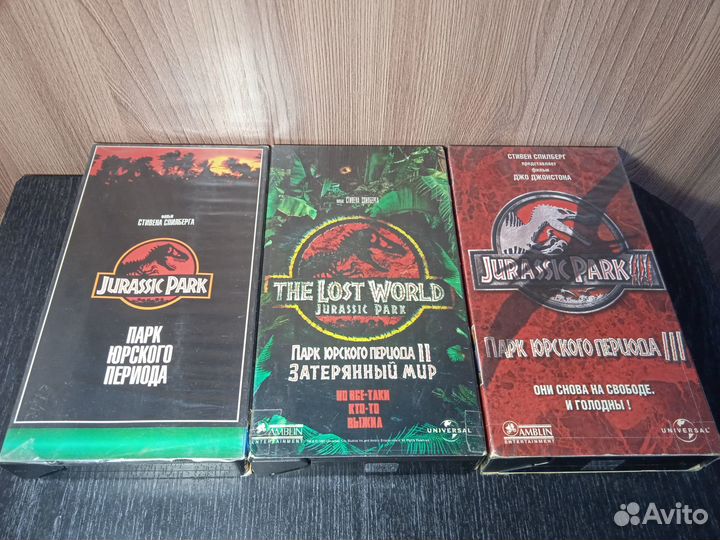 ФИЛЬМ
СТИВЕНА СПИЛБЕРГА
JURASSIC PARK
ПАРК
ЮРСКОГО
ПЕРИОДА
ФИЛЬМ СТИВЕНА СПИЛБЕРГА
THE LOST WORLD
JURASSIC PARK
ПАРК ЮРСКОГО ПЕРИОДА II
ЗАТЕРЯННЫЙ МИР
НО ВСЕ-ТАКИ
КТО-ТО
ВЫЖИЛ
AMBLIN
ENTERTAINMENT
UNIVERSAL
СТИВЕН СПИЛБЕРГ
представляет
фильм
ДЖО ДЖОНСТОНА
JURASSIC PARK III
ПАРК ЮРСКОГО ПЕРИОДА III
ОНИ СНОВА НА СВОБОДЕ.
И ГОЛОДНЫ !
AMBLIN
ENTERTAINMENT
UNIVERSAL
Avito